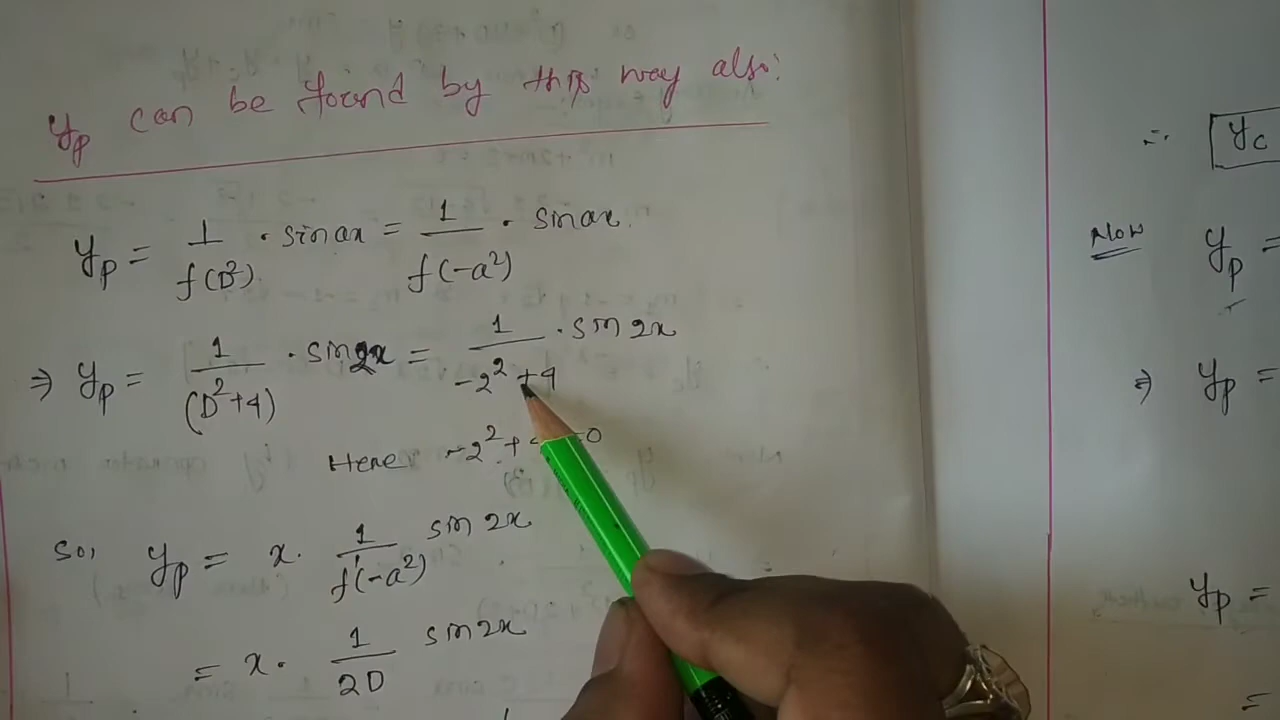 yp can be found by this way also:
yp = 1/f(D²) · sin ax = 1/f(-a²) · sin ax.
⇒ yp = 1/(D²+4) · sin 2x = 1/-2²+4 · sin 2x
Here -2²+ 0
So, yp = x · 1/f'(-a²) sin 2x
= x · 1/2D sin 2x
∴ yc
Now yp =
⇒ yp =
yp =
=